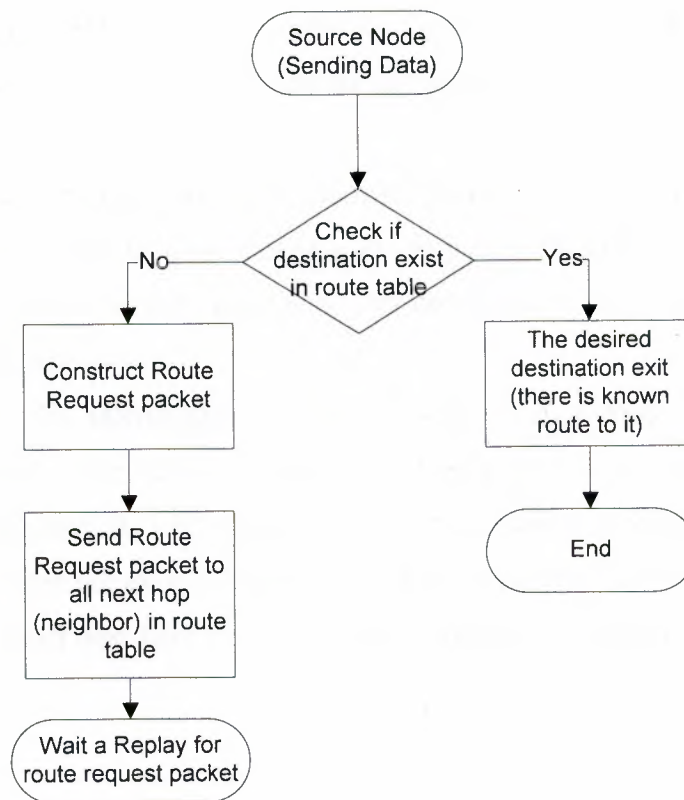 Source Node
(Sending Data)
Check if
destination exist
in route table
No
Yes
Construct Route
Request packet
The desired
destination exit
(there is known
route to it)
Send Route
Request packet to
all next hop
(neighbor) in route
table
End
Wait a Replay for
route request packet